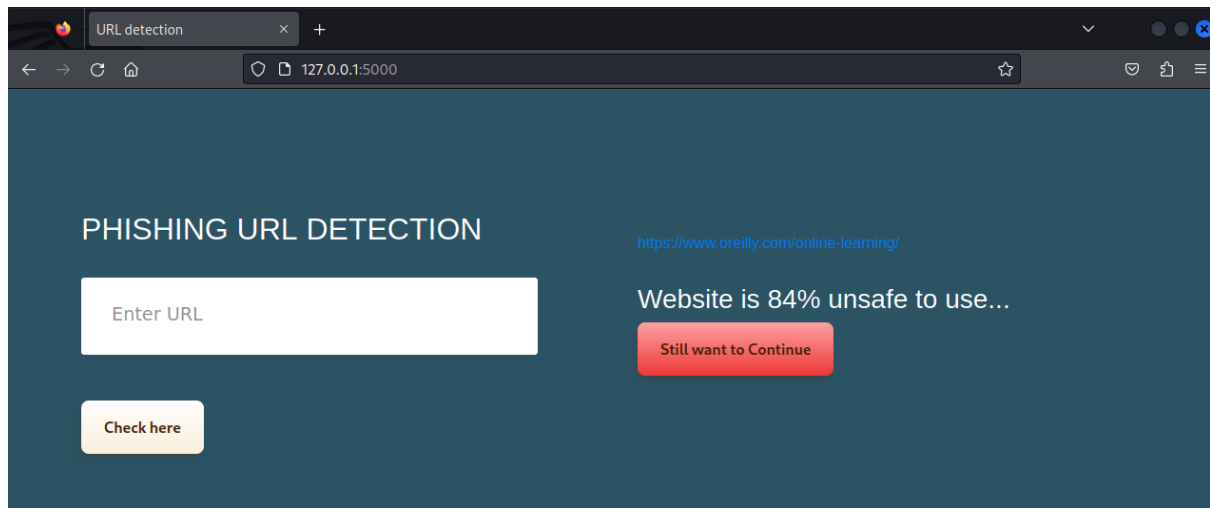 URL detection
127.0.0.1:5000
PHISHING URL DETECTION
Enter URL
Check here
https://www.oreilly.com/online-learning/
Website is 84% unsafe to use...
Still want to Continue